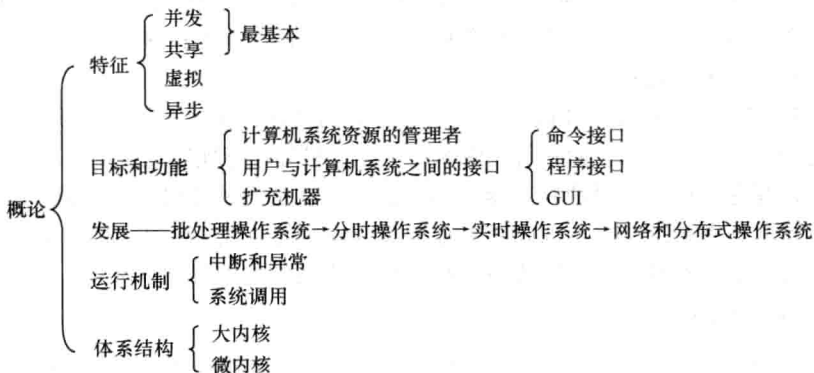 概论
特征
并发
共享
最基本
虚拟
异步
目标和功能
计算机系统资源的管理者
用户与计算机系统之间的接口
命令接口
程序接口
GUI
扩充机器
发展——批处理操作系统→分时操作系统→实时操作系统→网络和分布式操作系统
运行机制
中断和异常
系统调用
体系结构
大内核
微内核